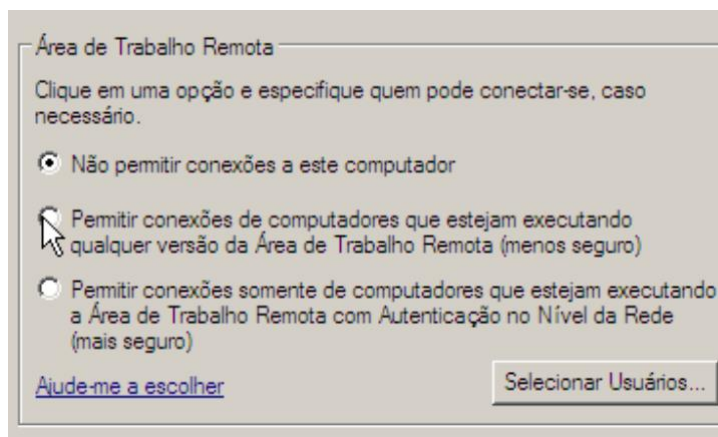 Área de Trabalho Remota
Clique em uma opção e especifique quem pode conectar-se, caso
necessário.
Não permitir conexões a este computador
Permitir conexões de computadores que estejam executando
qualquer versão da Área de Trabalho Remota (menos seguro)
Permitir conexões somente de computadores que estejam executando
a Área de Trabalho Remota com Autenticação no Nível da Rede
(mais seguro)
Ajude-me a escolher
Selecionar Usuários...